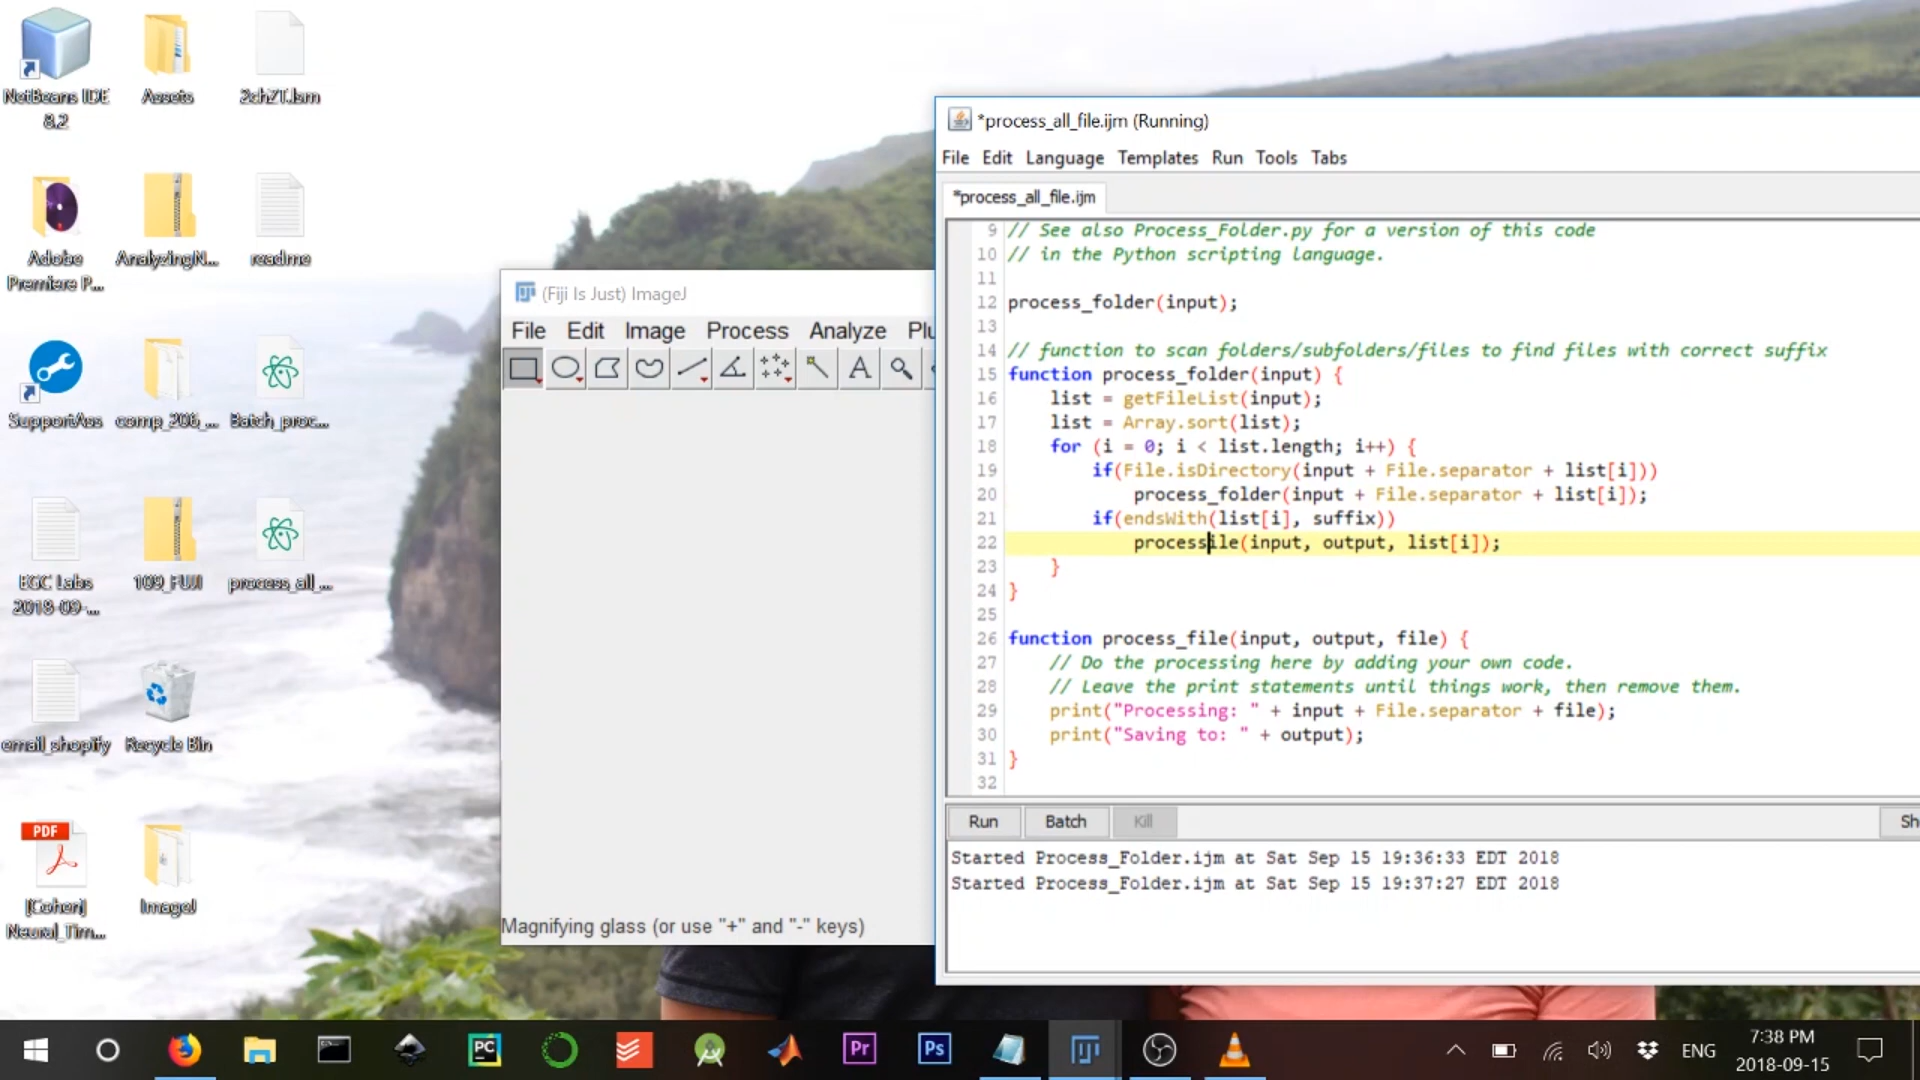 NetBeans IDE
8.2
Assets
2chZT.lsm
Adobe
Premiere P...
AnalyzingN...
readme
SupportAss
comp_206_...
Batch_proc...
EGC Labs
2018-09-...
109_FUJI
process_all_...
email_shopify
Recycle Bin
PDF
[Cohen]
Neural_Tim...
ImageJ
(Fiji Is Just) ImageJ
File Edit Image Process Analyze Plu
A
Magnifying glass (or use "+" and "-" keys)
*process_all_file.ijm (Running)
File Edit Language Templates Run Tools Tabs
*process_all_file.ijm
9 // See also Process_Folder.py for a version of this code
10 // in the Python scripting language.
11
12 process_folder(input);
13
14 // function to scan folders/subfolders/files to find files with correct suffix
15 function process_folder(input) {
16 list = getFileList(input);
17 list = Array.sort(list);
18 for (i = 0; i < list.length; i++) {
19 if(File.isDirectory(input + File.separator + list[i]))
20 process_folder(input + File.separator + list[i]);
21 if(endsWith(list[i], suffix))
22 processile(input, output, list[i]);
23 }
24 }
25
26 function process_file(input, output, file) {
27 // Do the processing here by adding your own code.
28 // Leave the print statements until things work, then remove them.
29 print("Processing: " + input + File.separator + file);
30 print("Saving to: " + output);
31 }
32
Run Batch Kill Sh
Started Process_Folder.ijm at Sat Sep 15 19:36:33 EDT 2018
Started Process_Folder.ijm at Sat Sep 15 19:37:27 EDT 2018
PC
Pr
Ps
ENG
7:38 PM
2018-09-15